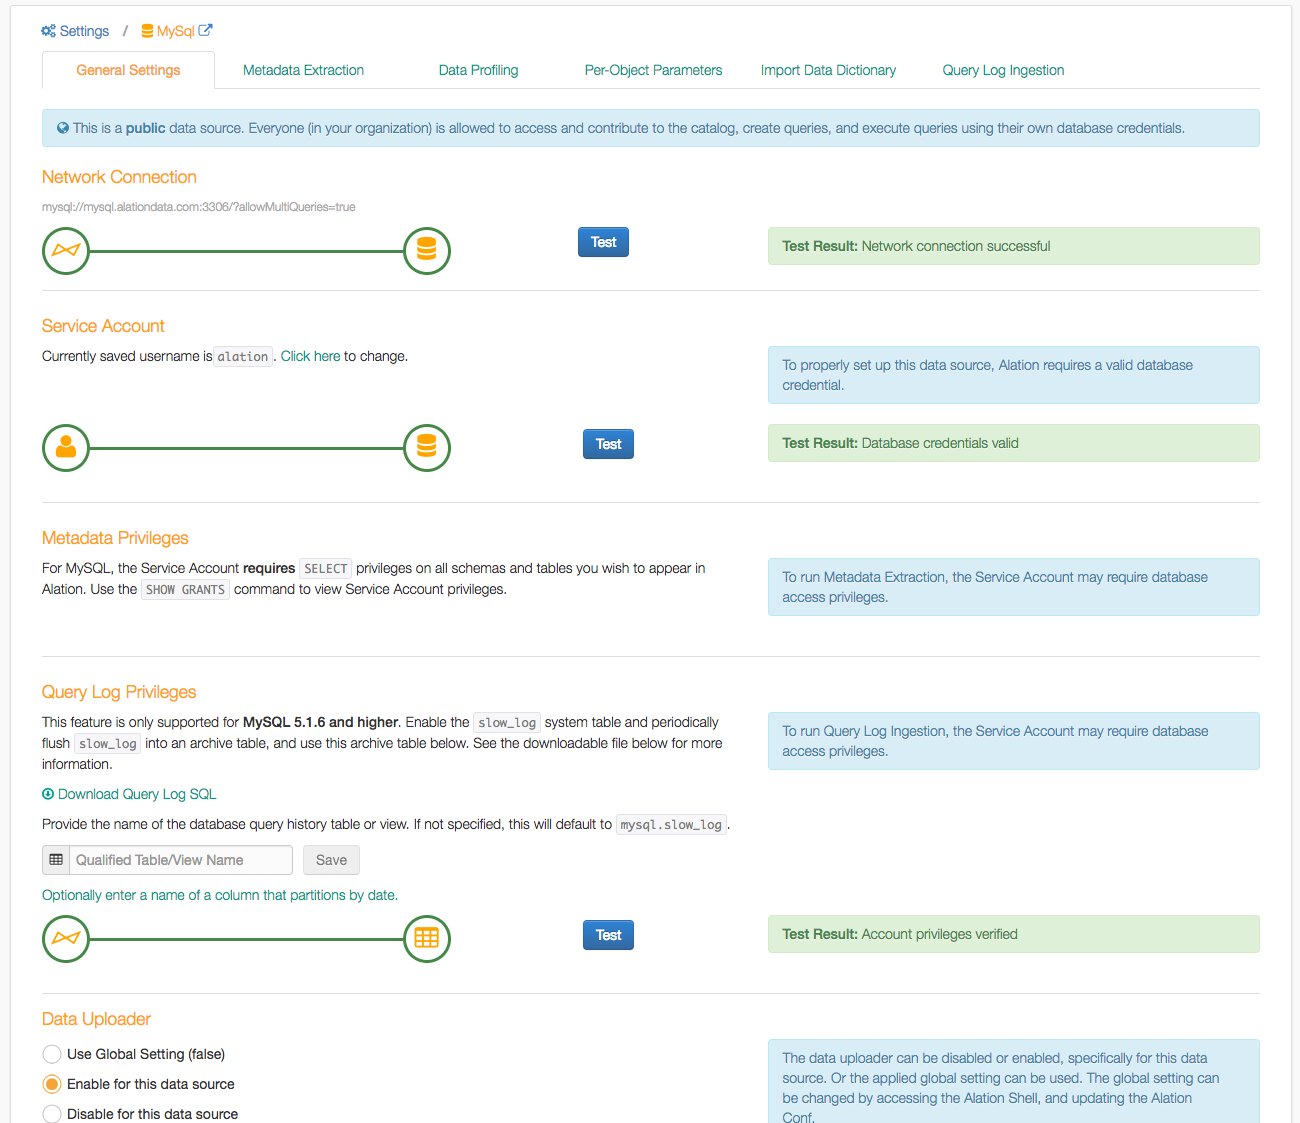 Settings / MySql
General Settings Metadata Extraction Data Profiling Per-Object Parameters Import Data Dictionary Query Log Ingestion
This is a public data source. Everyone (in your organization) is allowed to access and contribute to the catalog, create queries, and execute queries using their own database credentials.
Network Connection
mysql://mysql.alationdata.com:3306/?allowMultiQueries=true
Test
Test Result: Network connection successful
Service Account
Currently saved username is alation. Click here to change.
To properly set up this data source, Alation requires a valid database
credential.
Test
Test Result: Database credentials valid
Metadata Privileges
For MySQL, the Service Account requires SELECT privileges on all schemas and tables you wish to appear in
Alation. Use the SHOW GRANTS command to view Service Account privileges.
To run Metadata Extraction, the Service Account may require database
access privileges.
Query Log Privileges
This feature is only supported for MySQL 5.1.6 and higher. Enable the slow_log system table and periodically
flush slow_log into an archive table, and use this archive table below. See the downloadable file below for more
information.
To run Query Log Ingestion, the Service Account may require database
access privileges.
Download Query Log SQL
Provide the name of the database query history table or view. If not specified, this will default to mysql.slow_log.
Qualified Table/View Name Save
Optionally enter a name of a column that partitions by date.
Test
Test Result: Account privileges verified
Data Uploader
Use Global Setting (false)
Enable for this data source
Disable for this data source
The data uploader can be disabled or enabled, specifically for this data
source. Or the applied global setting can be used. The global setting can
be changed by accessing the Alation Shell, and updating the Alation
Conf.